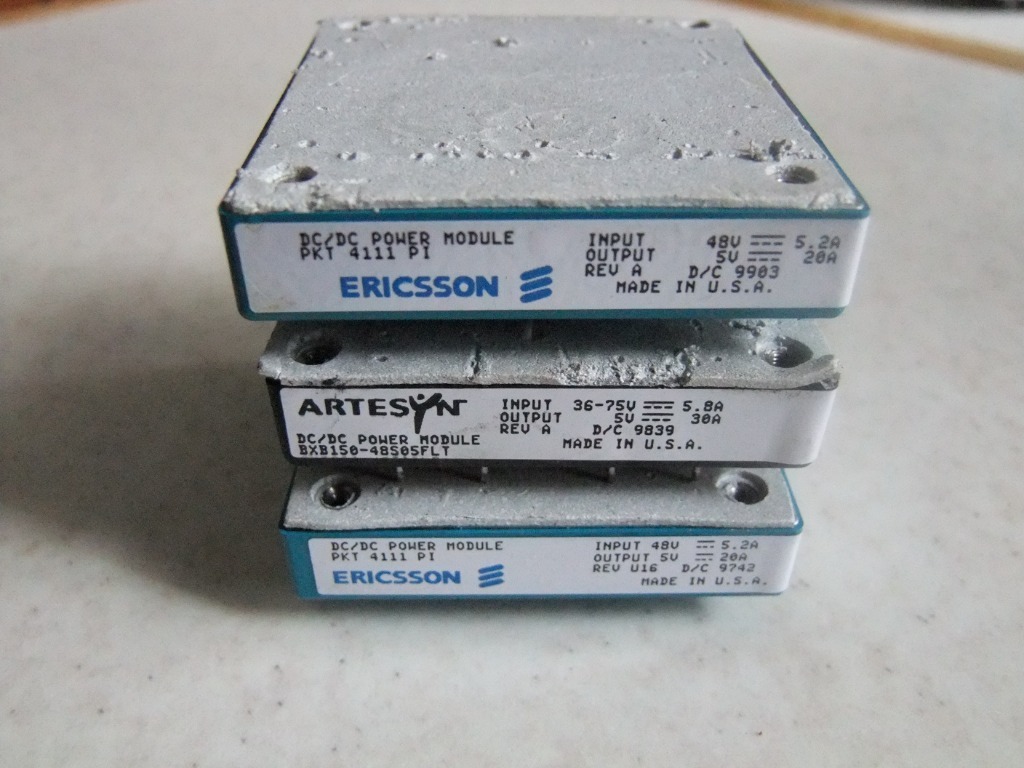 DC/DC POWER MODULE
PKT 4111 PI
ERICSSON
INPUT 48V 5.2A
OUTPUT 5V 20A
REV A D/C 9903
MADE IN U.S.A.
ARTESYN
DC/DC POWER MODULE
BXB150-48S05FLT
INPUT 36-75V 5.8A
OUTPUT 5V 30A
REV A D/C 9839
MADE IN U.S.A.
DC/DC POWER MODULE
PKT 4111 PI
ERICSSON
INPUT 48V 5.2A
OUTPUT 5V 20A
REV U16 D/C 9742
MADE IN U.S.A.